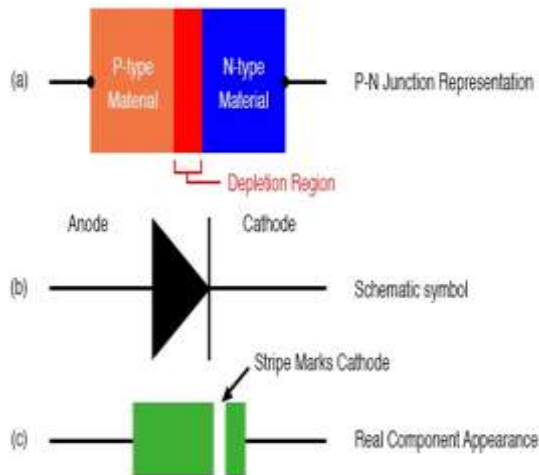 (a)
P-type
Material
N-type
Material
P-N Junction Representation
Depletion Region
Anode
Cathode
(b)
Schematic symbol
Stripe Marks Cathode
(c)
Real Component Appearance